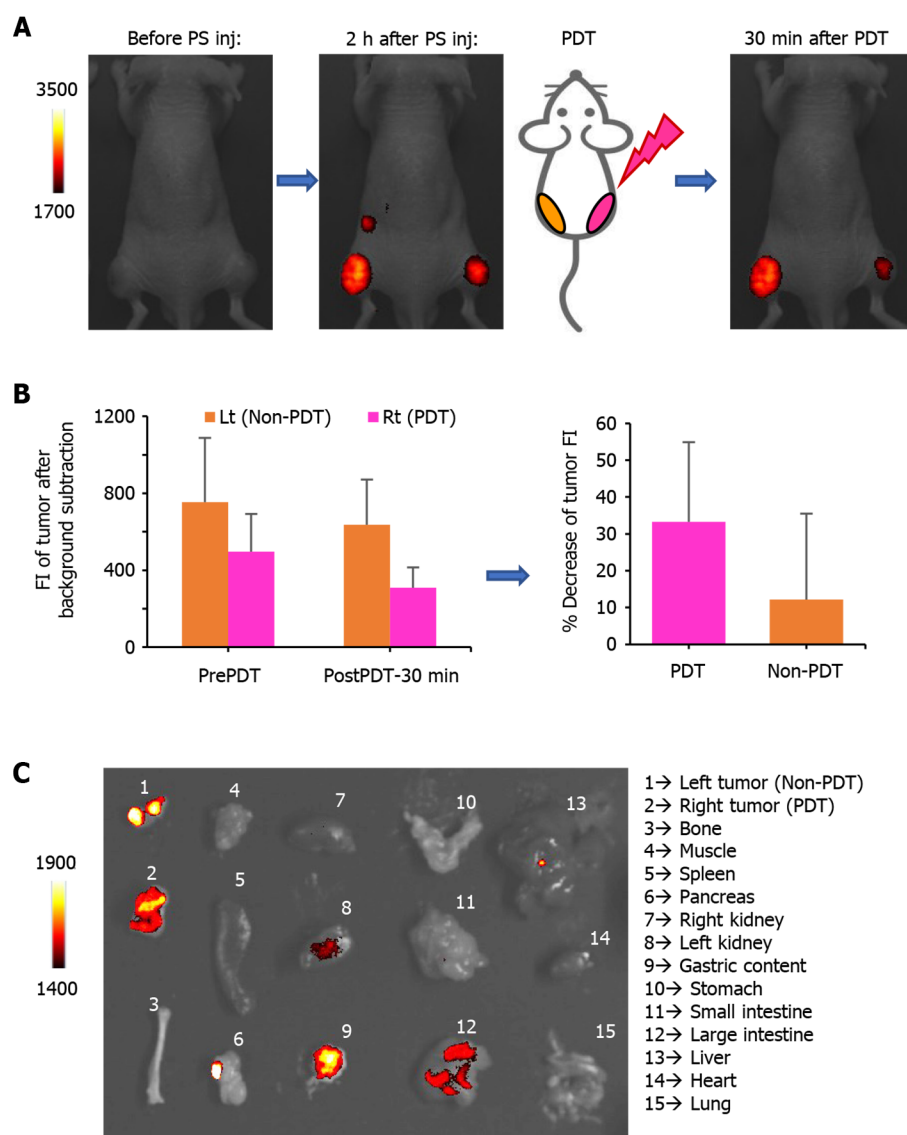 A
Before PS inj:
2 h after PS inj:
PDT
30 min after PDT
3500
1700
B
FI of tumor after
background subtraction
1200
800
400
0
Lt (Non-PDT)
Rt (PDT)
PrePDT
PostPDT-30 min
% Decrease of tumor FI
60
50
40
30
20
10
0
PDT
Non-PDT
C
1900
1400
1
2
3
4
5
6
7
8
9
10
11
12
13
14
15
1→ Left tumor (Non-PDT)
2→ Right tumor (PDT)
3→ Bone
4→ Muscle
5→ Spleen
6→ Pancreas
7→ Right kidney
8→ Left kidney
9→ Gastric content
10→ Stomach
11→ Small intestine
12→ Large intestine
13→ Liver
14→ Heart
15→ Lung